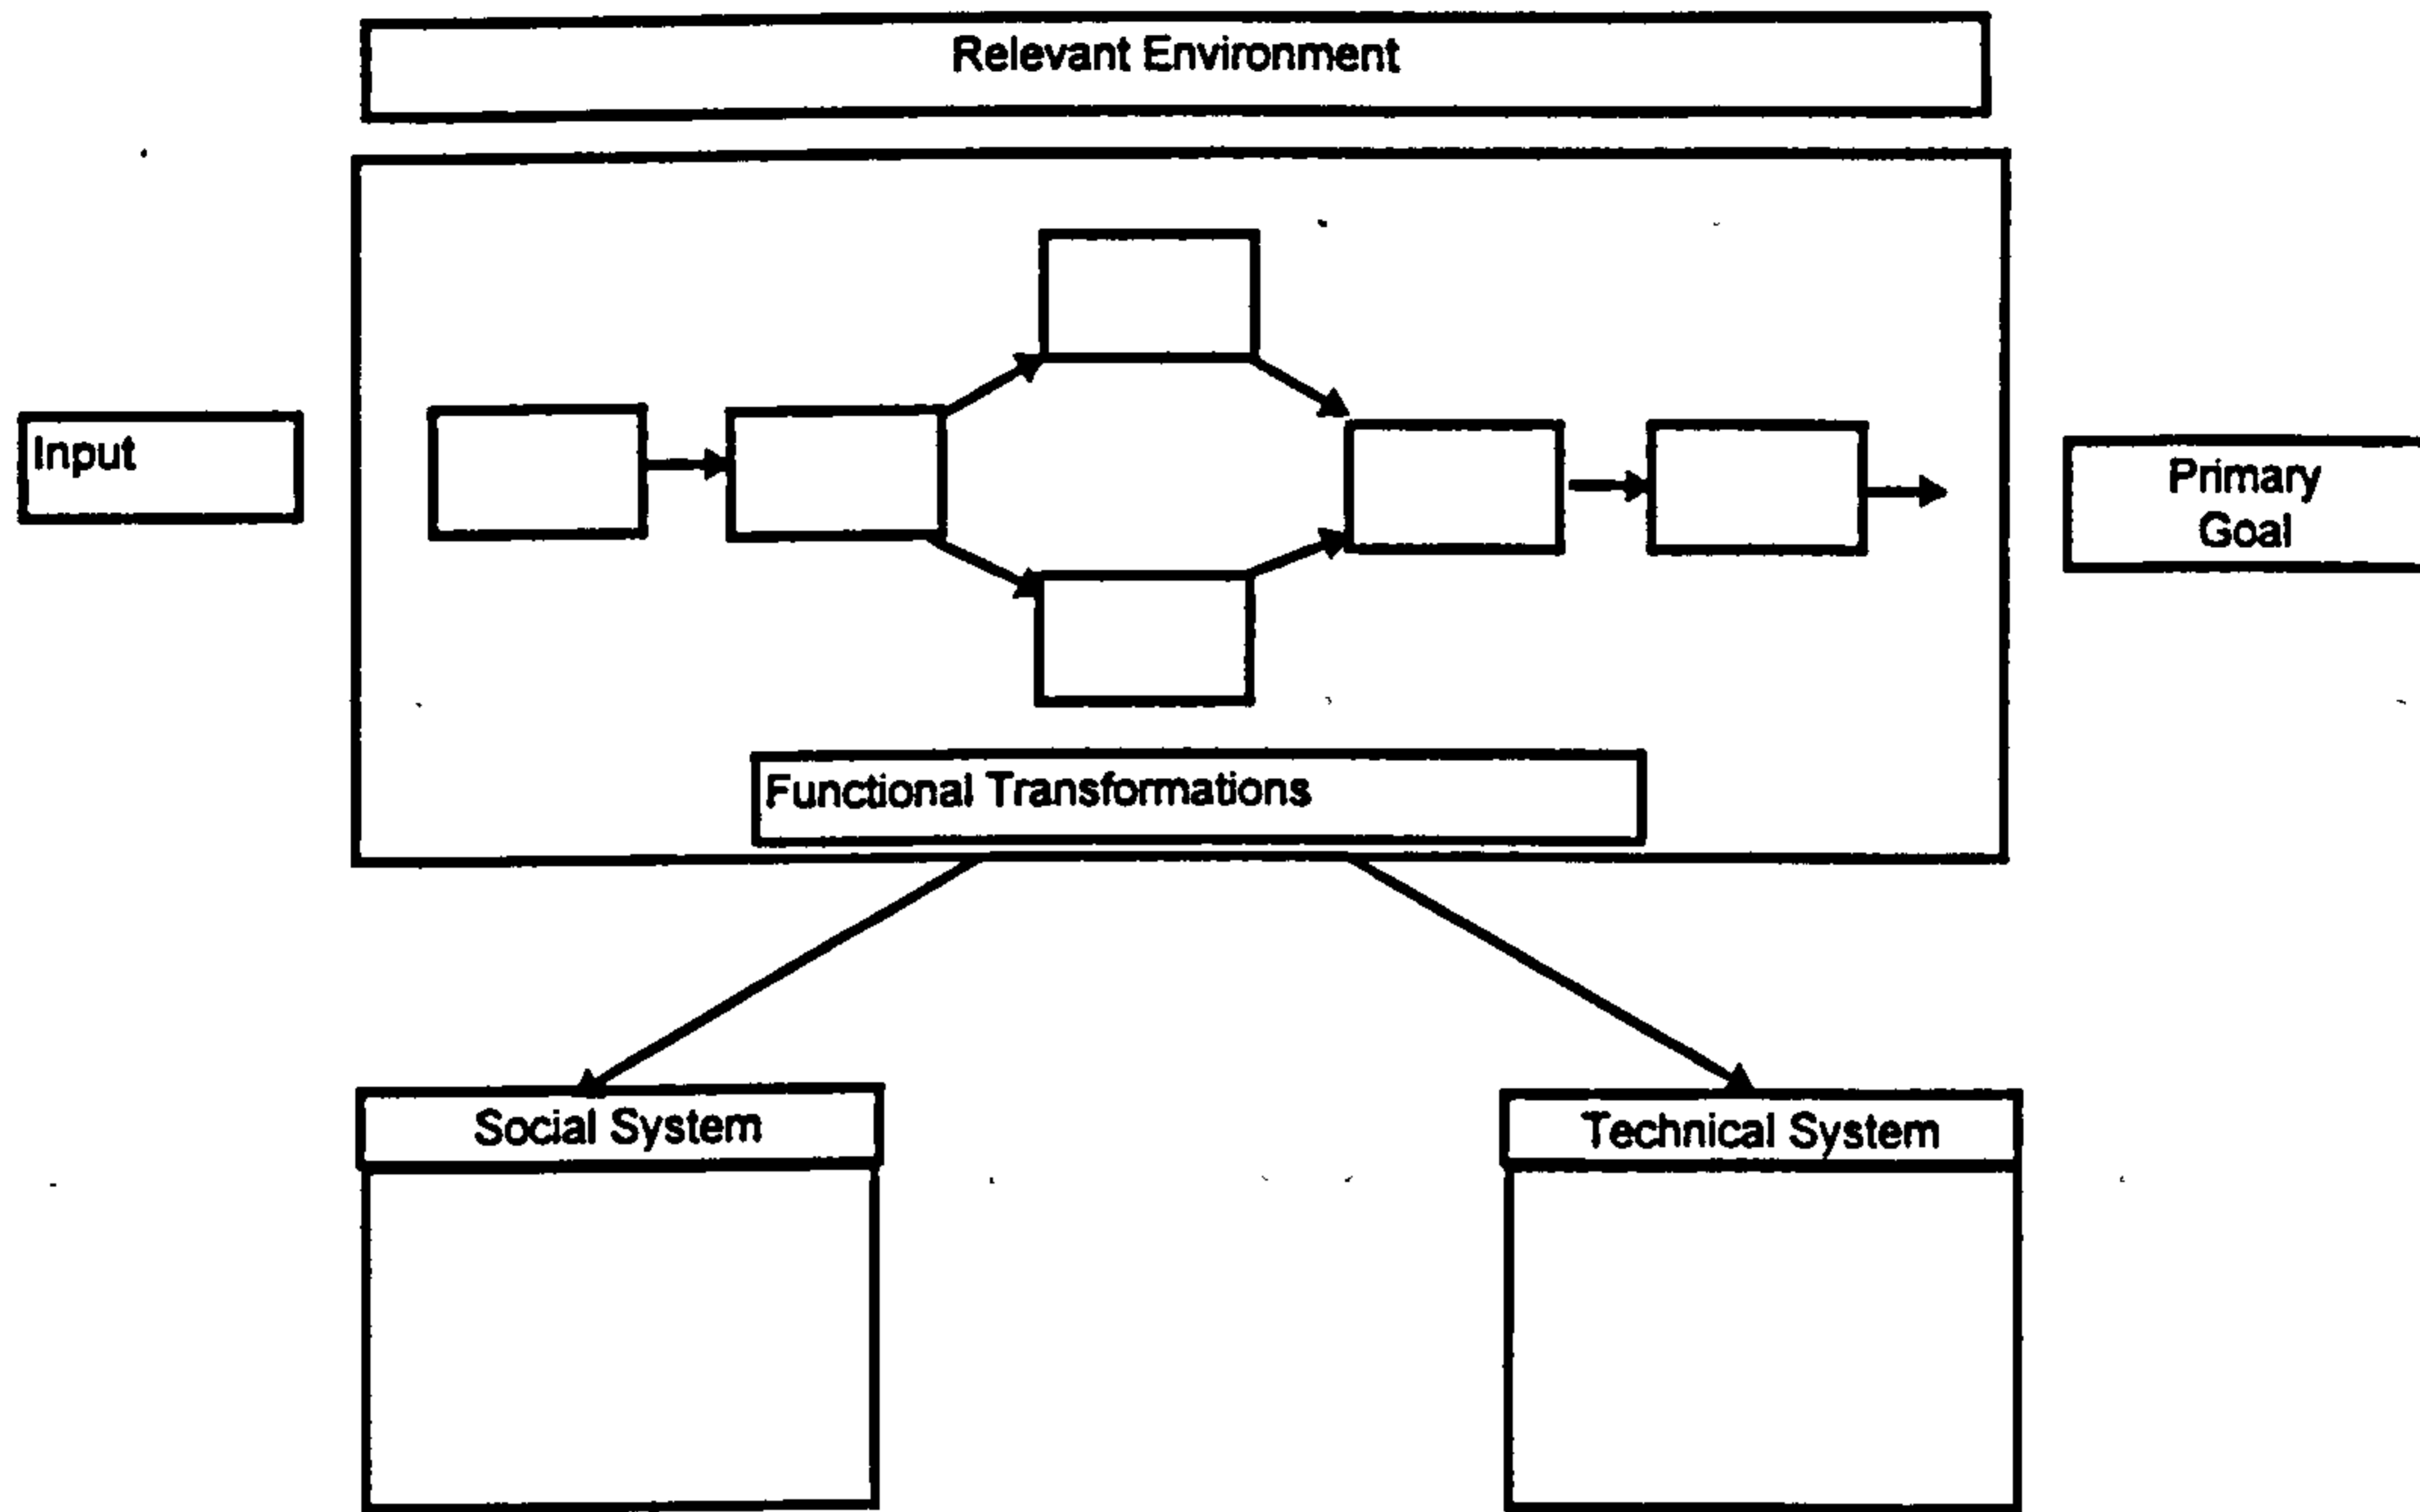 Relevant Environment
Input
Primary
Goal
Functional Transformations
Social System
Technical System